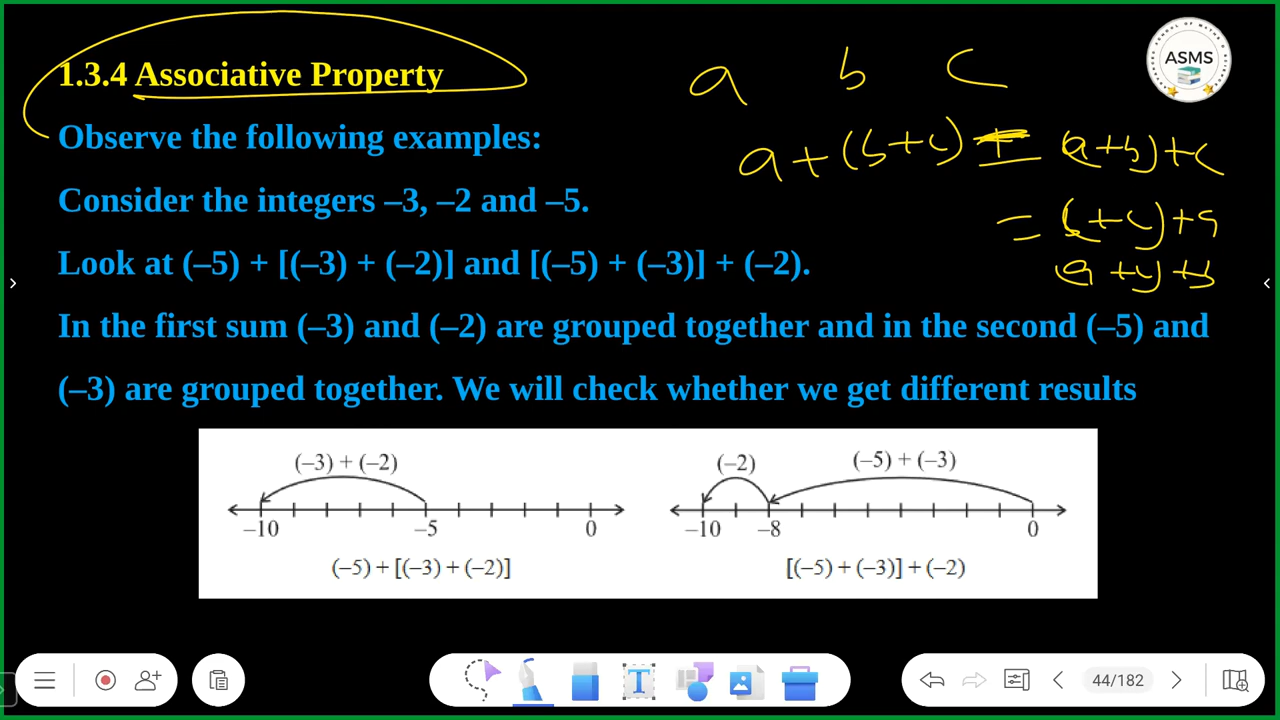 1.3.4 Associative Property
a b c
ASMS
Observe the following examples:
a + (b+c) = (a+b)+c
Consider the integers –3, –2 and –5.
= (b+c)+a
Look at (–5) + [(–3) + (–2)] and [(–5) + (–3)] + (–2).
(a+c)+b
In the first sum (–3) and (–2) are grouped together and in the second (–5) and
(–3) are grouped together. We will check whether we get different results
(–3) + (–2)
–10 –5 0
(–5) + [(–3) + (–2)]
(–2) (–5) + (–3)
–10 –8 0
[(–5) + (–3)] + (–2)
T
44/182